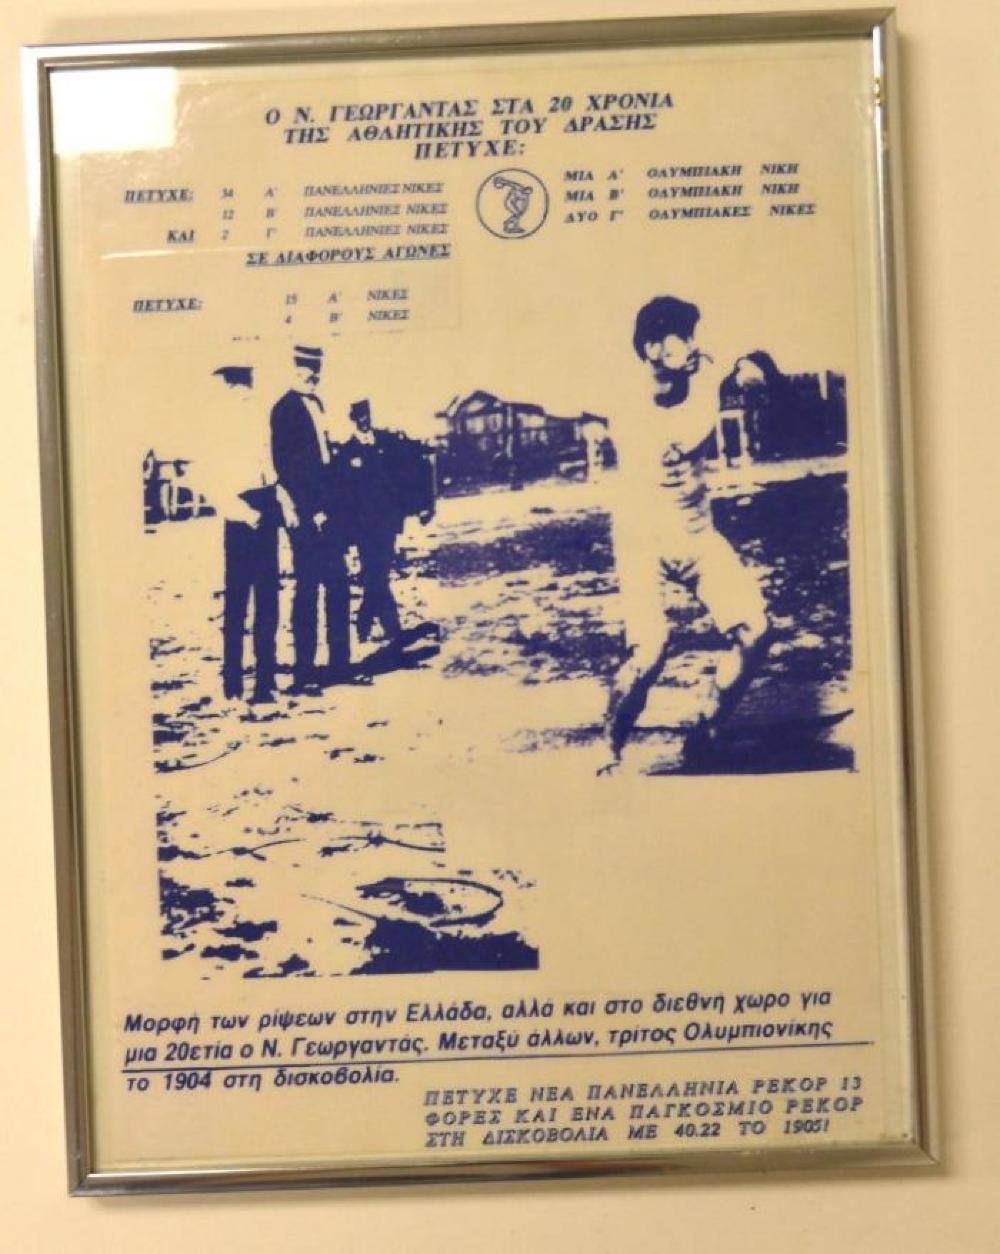 Ο Ν. ΓΕΩΡΓΑΝΤΑΣ ΣΤΑ 20 ΧΡΟΝΙΑ
ΤΗΣ ΑΘΛΗΤΙΚΗΣ ΤΟΥ ΔΡΑΣΗΣ
ΠΕΤΥΧΕ:
ΠΕΤΥΧΕ: 34 Α' ΠΑΝΕΛΛΗΝΙΕΣ ΝΙΚΕΣ
12 Β' ΠΑΝΕΛΛΗΝΙΕΣ ΝΙΚΕΣ
ΚΑΙ 2 Γ' ΠΑΝΕΛΛΗΝΙΕΣ ΝΙΚΕΣ
ΣΕ ΔΙΑΦΟΡΟΥΣ ΑΓΩΝΕΣ
ΠΕΤΥΧΕ: 15 Α' ΝΙΚΕΣ
4 Β' ΝΙΚΕΣ
ΜΙΑ Α' ΟΛΥΜΠΙΑΚΗ ΝΙΚΗ
ΜΙΑ Β' ΟΛΥΜΠΙΑΚΗ ΝΙΚΗ
ΔΥΟ Γ' ΟΛΥΜΠΙΑΚΕΣ ΝΙΚΕΣ
Μορφή των ρίψεων στην Ελλάδα, αλλά και στο διεθνή χώρο για
μια 20ετία ο Ν. Γεωργαντάς. Μεταξύ άλλων, τρίτος Ολυμπιονίκης
το 1904 στη δισκοβολία.
ΠΕΤΥΧΕ ΝΕΑ ΠΑΝΕΛΛΗΝΙΑ ΡΕΚΟΡ 13
ΦΟΡΕΣ ΚΑΙ ΕΝΑ ΠΑΓΚΟΣΜΙΟ ΡΕΚΟΡ
ΣΤΗ ΔΙΣΚΟΒΟΛΙΑ ΜΕ 40.22 ΤΟ 1905!